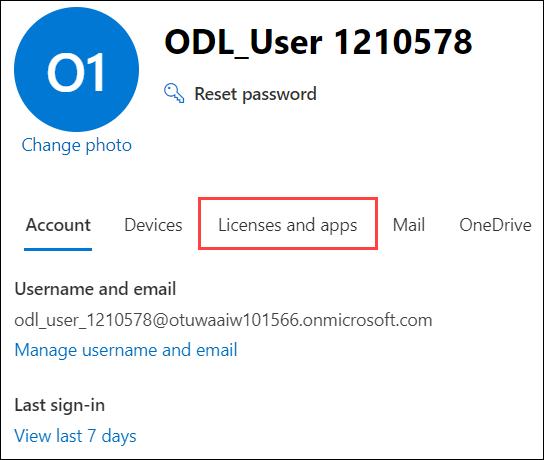 O1
ODL_User 1210578
Reset password
Change photo
Account Devices Licenses and apps Mail OneDrive
Username and email
odl_user_1210578@otuwaaiw101566.onmicrosoft.com
Manage username and email
Last sign-in
View last 7 days